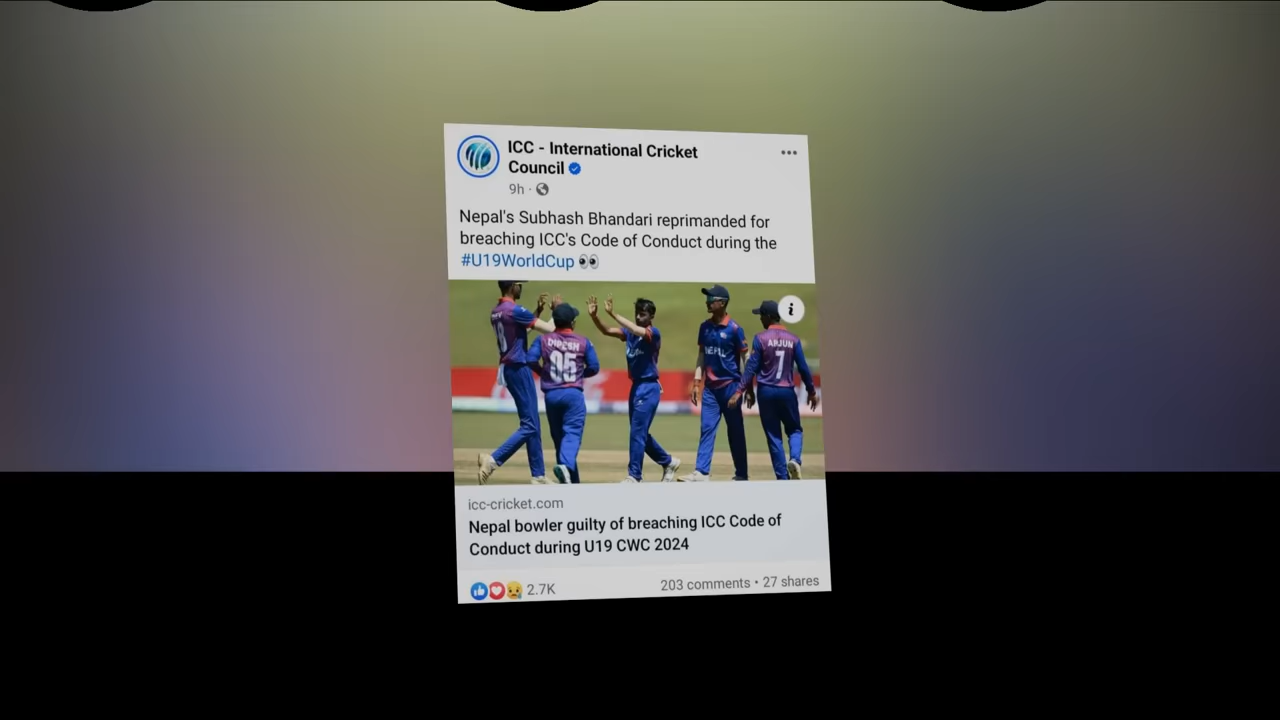 ICC - International Cricket
Council
9h
Nepal's Subhash Bhandari reprimanded for
breaching ICC's Code of Conduct during the
#U19WorldCup 👀
DIPESH
05
NEPAL
ARJUN
7
icc-cricket.com
Nepal bowler guilty of breaching ICC Code of
Conduct during U19 CWC 2024
2.7K
203 comments • 27 shares